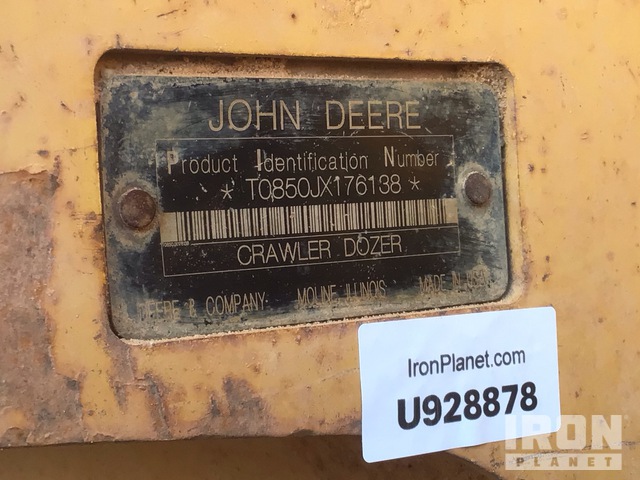 JOHN DEERE
Product Identification Number
* T0850JX176138 *
CRAWLER DOZER
DEERE & COMPANY MOLINE, ILLINOIS MADE IN USA
IronPlanet.com
U928878
IRON
PLANET